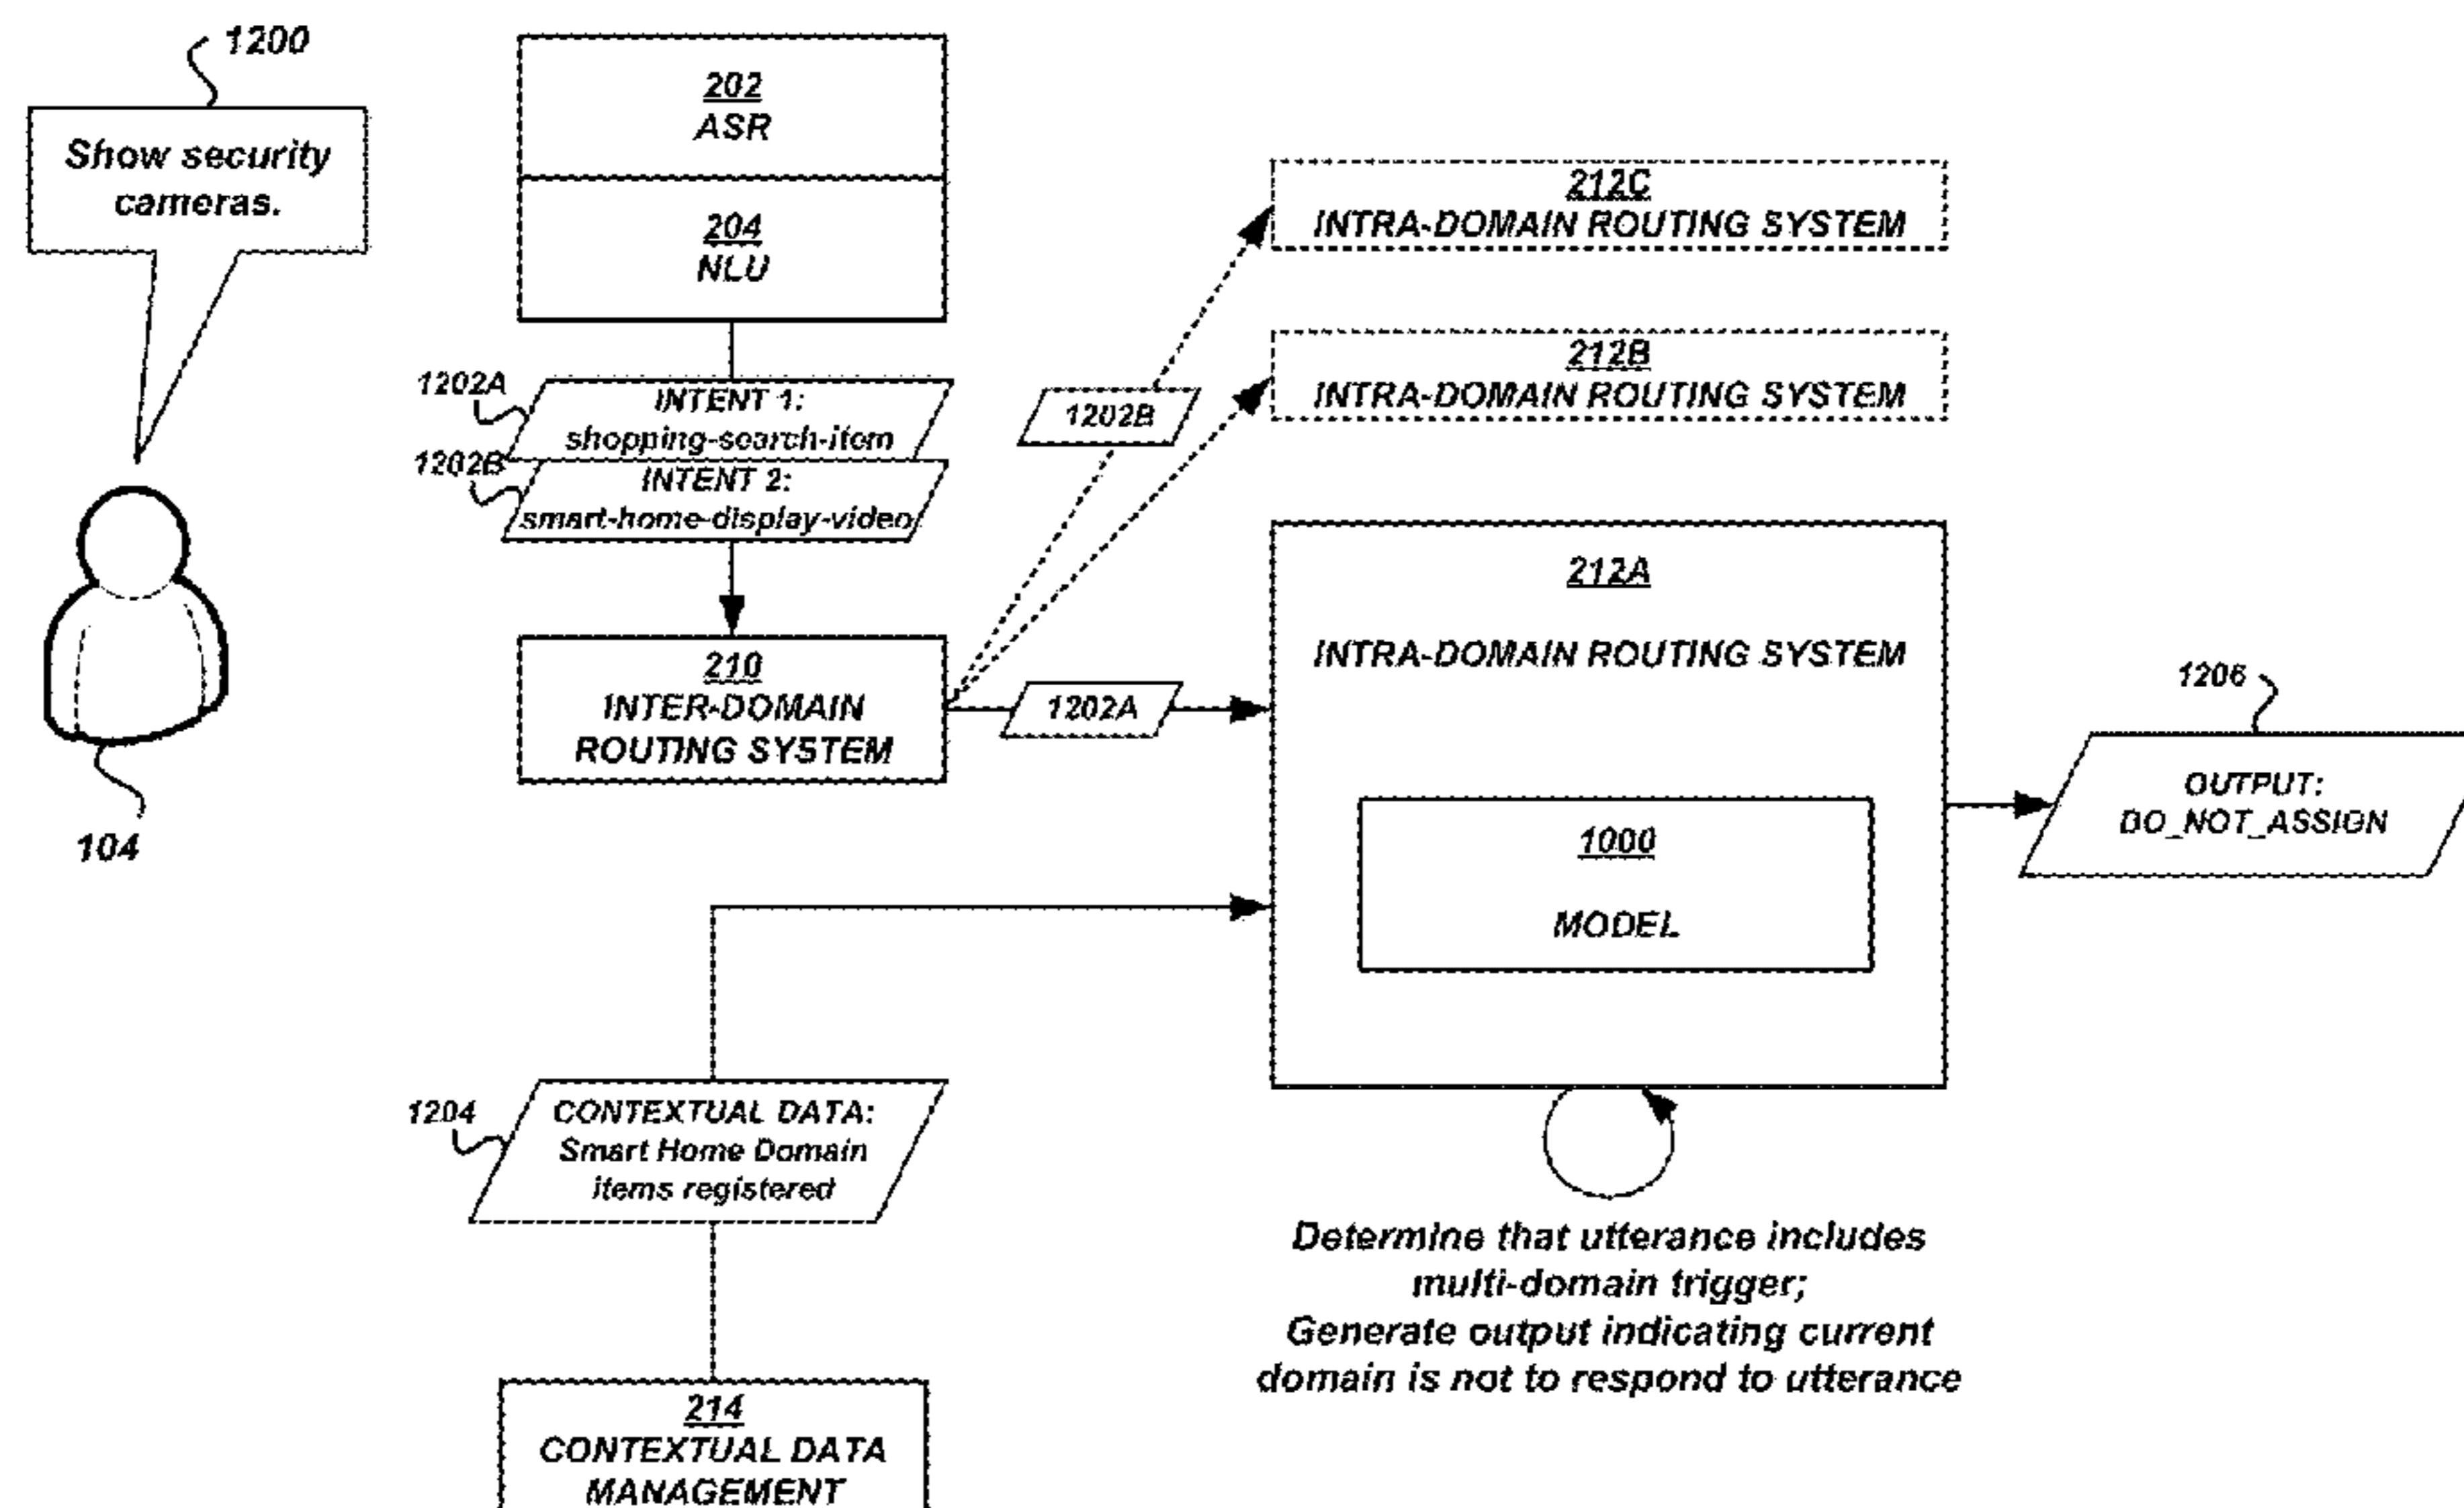 1200
Show security
cameras.
104
202
ASR
204
NLU
1202A
INTENT 1:
shopping-search-item
1202B
INTENT 2:
smart-home-display-video
210
INTER-DOMAIN
ROUTING SYSTEM
1202B
1202A
212C
INTRA-DOMAIN ROUTING SYSTEM
212B
INTRA-DOMAIN ROUTING SYSTEM
212A
INTRA-DOMAIN ROUTING SYSTEM
1000
MODEL
1206
OUTPUT:
DO_NOT_ASSIGN
1204
CONTEXTUAL DATA:
Smart Home Domain
items registered
Determine that utterance includes
multi-domain trigger;
Generate output indicating current
domain is not to respond to utterance
214
CONTEXTUAL DATA
MANAGEMENT